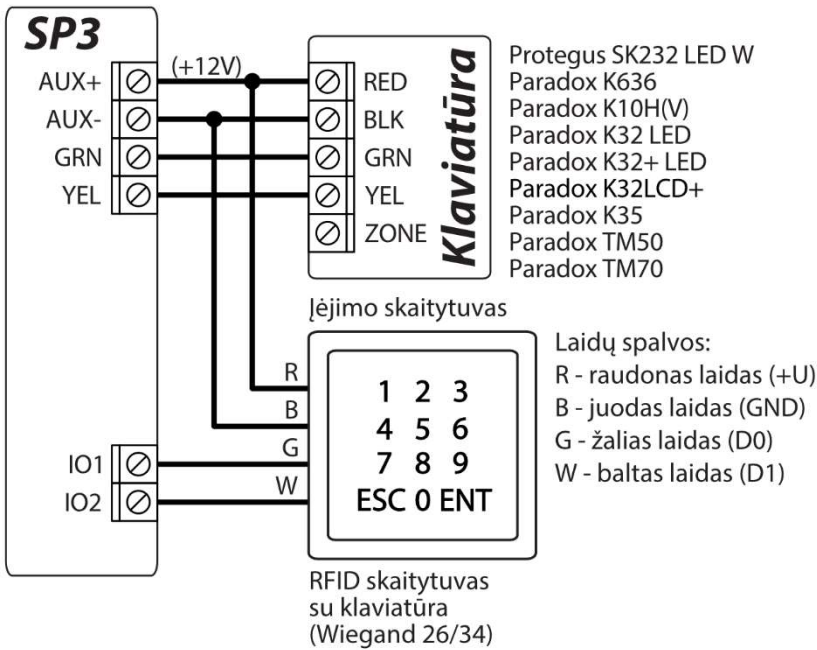 SP3
AUX+
AUX-
GRN
YEL
IO1
IO2
(+12V)
RED
BLK
GRN
YEL
ZONE
Klaviatūra
Protegus SK232 LED W
Paradox K636
Paradox K10H(V)
Paradox K32 LED
Paradox K32+ LED
Paradox K32LCD+
Paradox K35
Paradox TM50
Paradox TM70
Įėjimo skaitytuvas
R
B
G
W
1 2 3
4 5 6
7 8 9
ESC 0 ENT
RFID skaitytuvas
su klaviatūra
(Wiegand 26/34)
Laidų spalvos:
R - raudonas laidas (+U)
B - juodas laidas (GND)
G - žalias laidas (D0)
W - baltas laidas (D1)